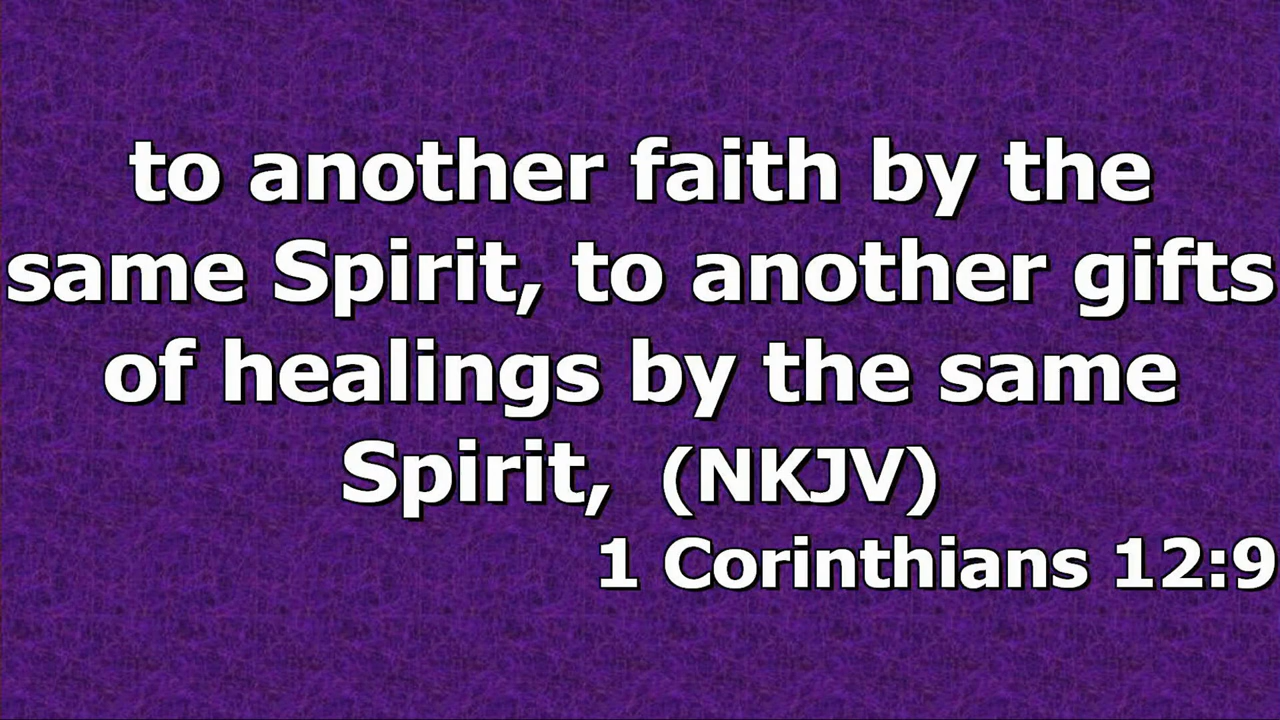 to another faith by the
same Spirit, to another gifts
of healings by the same
Spirit, (NKJV)
1 Corinthians 12:9